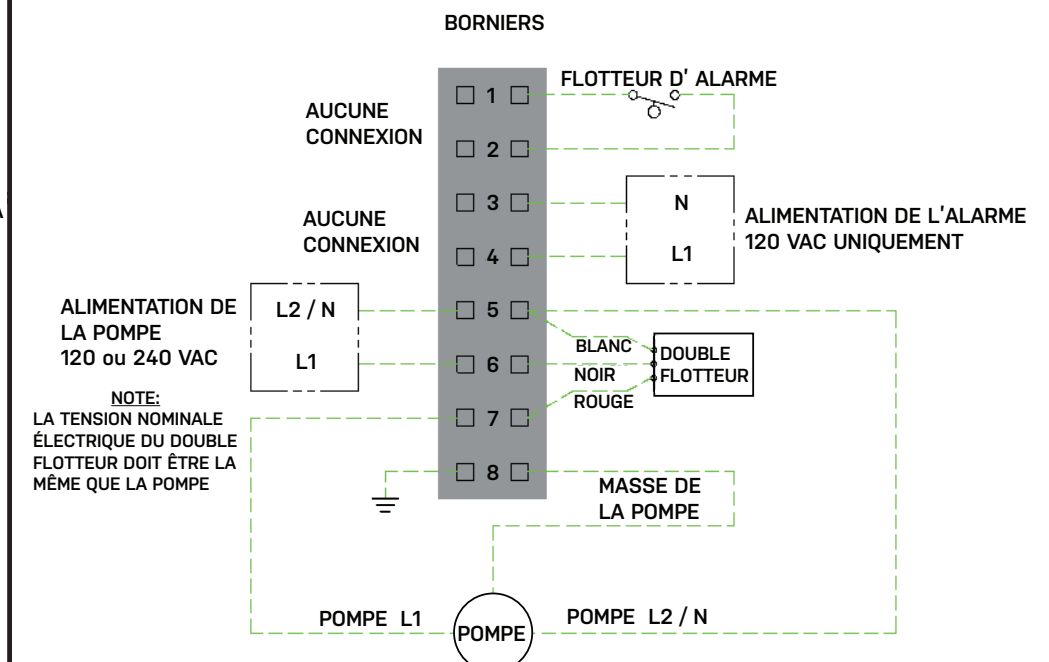 BORNIERS
FLOTTEUR D' ALARME
AUCUNE
CONNEXION
1
2
AUCUNE
CONNEXION
3
4
N
L1
ALIMENTATION DE L'ALARME
120 VAC UNIQUEMENT
A
ALIMENTATION DE
LA POMPE
120 ou 240 VAC
L2 / N
L1
5
6
7
8
BLANC
NOIR
ROUGE
DOUBLE
FLOTTEUR
NOTE:
LA TENSION NOMINALE
ÉLECTRIQUE DU DOUBLE
FLOTTEUR DOIT ÊTRE LA
MÊME QUE LA POMPE
MASSE DE
LA POMPE
POMPE L1
POMPE
POMPE L2 / N